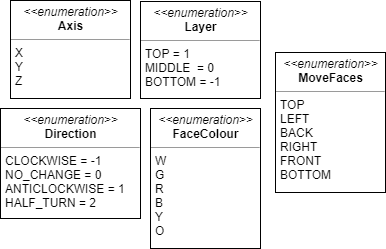 <<enumeration>>
Axis
X
Y
Z
<<enumeration>>
Layer
TOP = 1
MIDDLE = 0
BOTTOM = -1
<<enumeration>>
MoveFaces
TOP
LEFT
BACK
RIGHT
FRONT
BOTTOM
<<enumeration>>
Direction
CLOCKWISE = -1
NO_CHANGE = 0
ANTICLOCKWISE = 1
HALF_TURN = 2
<<enumeration>>
FaceColour
W
G
R
B
Y
O